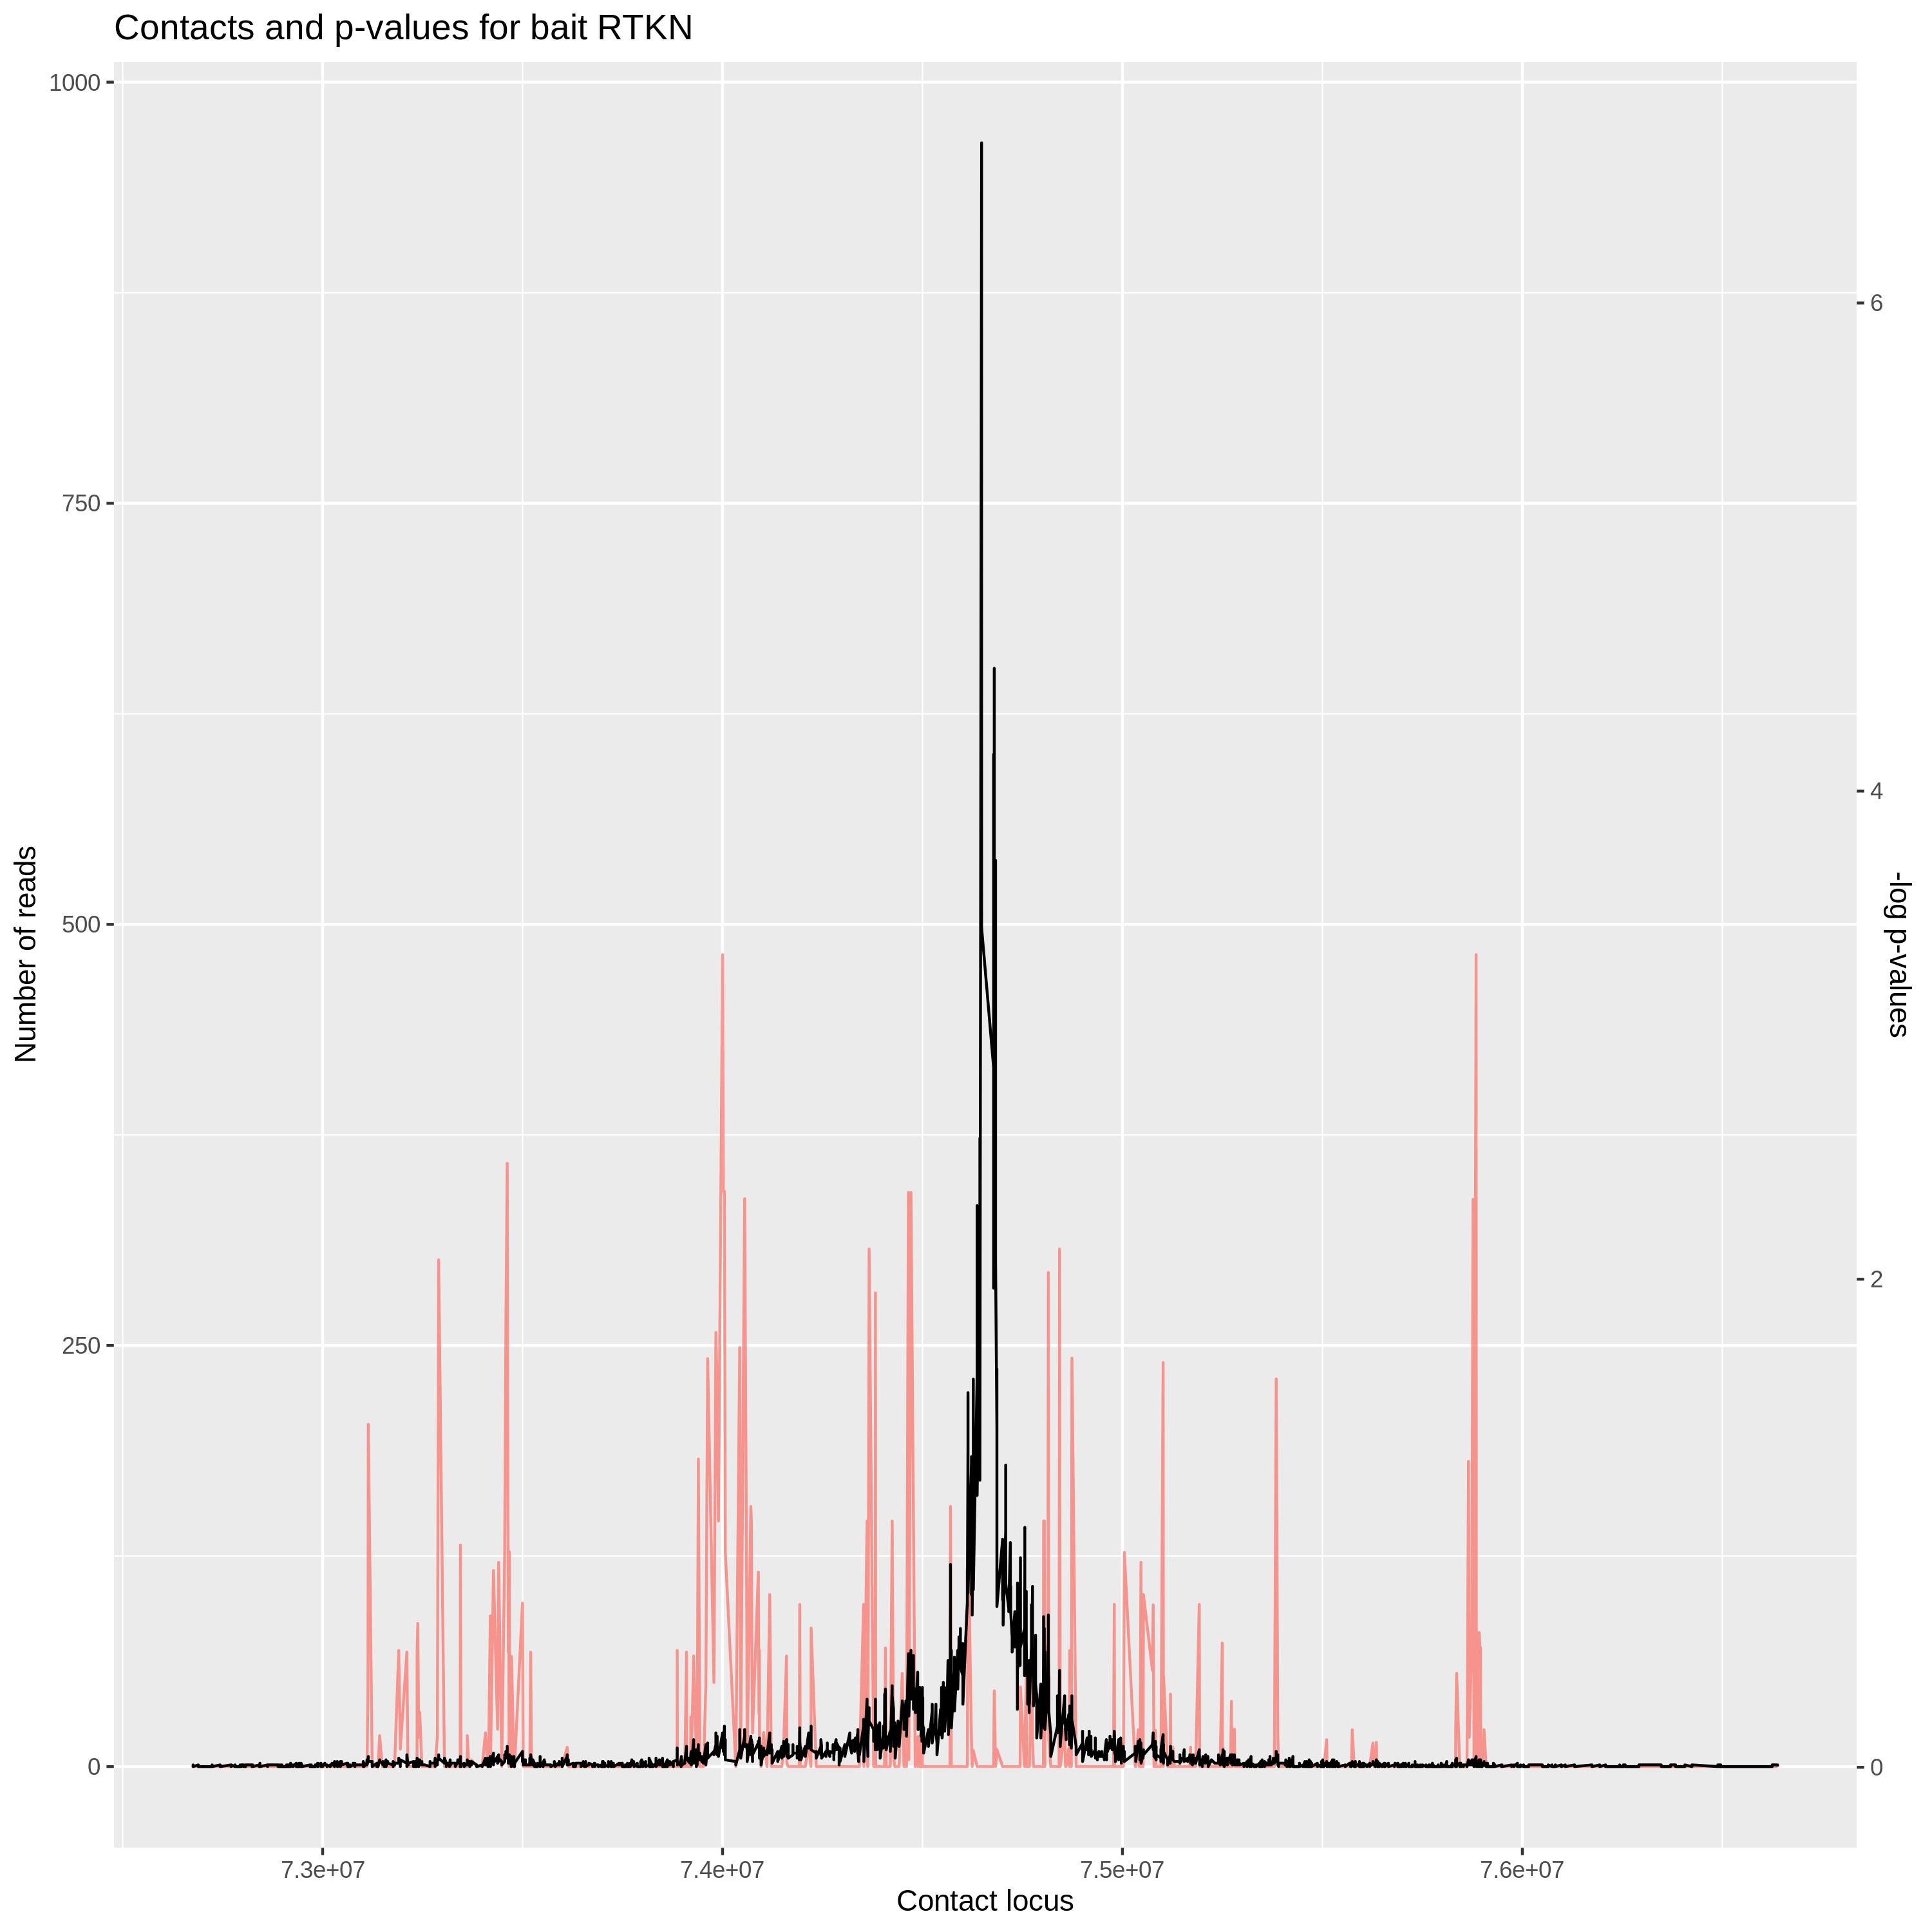 Contacts and p-values for bait RTKN
1000
750
500
250
0
Number of reads
6
4
2
0
-log p-values
7.3e+07
7.4e+07
7.5e+07
7.6e+07
Contact locus